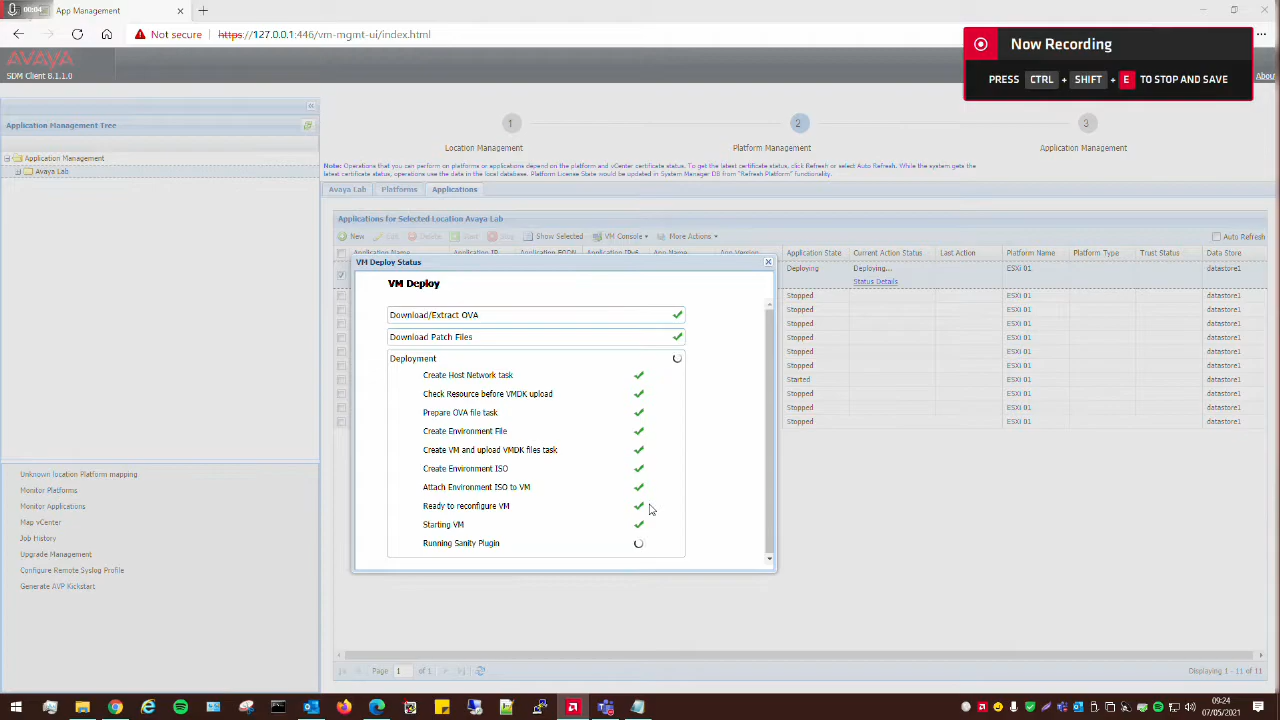 00:04
App Management
Not secure
https://127.0.0.1:446/vm-mgmt-ui/index.html
Now Recording
PRESS CTRL + SHIFT + E TO STOP AND SAVE
AVAYA
SDM Client 8.1.1.0
Abou
Application Management Tree
Application Management
Avaya Lab
1
2
3
Location Management
Platform Management
Application Management
Note: Operations that you can perform on platforms or applications depend on the platform and vCenter certificate status. To get the latest certificate status, click Refresh or select Auto Refresh. While the system gets
latest certificate status, operations use the data in the local database. Platform License State would be updated in System Manager DB from "Refresh Platform" functionality.
Avaya Lab
Platforms
Applications
Applications for Selected Location Avaya Lab
New Edit Delete Start Stop Show Selected VM Console More Actions
Auto Refresh
Application Name Application IP Application FQDN Application IPv6 App Name App Version Application State Current Action Status Last Action Platform Name Platform Type Trust Status Data Store
Deploying Deploying... ESXi 01 datastore1
Status Details
Stopped ESXi 01 datastore1
Stopped ESXi 01 datastore1
Stopped ESXi 01 datastore1
Stopped ESXi 01 datastore1
Stopped ESXi 01 datastore1
Stopped ESXi 01 datastore1
Started ESXi 01 datastore1
Stopped ESXi 01 datastore1
Stopped ESXi 01 datastore1
Stopped ESXi 01 datastore1
VM Deploy Status
VM Deploy
Download/Extract OVA
Download Patch Files
Deployment
Create Host Network task
Check Resource before VMDK upload
Prepare OVA file task
Create Environment File
Create VM and upload VMDK files task
Create Environment ISO
Attach Environment ISO to VM
Ready to reconfigure VM
Starting VM
Running Sanity Plugin
Unknown location Platform mapping
Monitor Platforms
Monitor Applications
Map vCenter
Job History
Upgrade Management
Configure Remote Syslog Profile
Generate AVP Kickstart
Page 1 of 1
Displaying 1 - 11 of 11
09:24
07/05/2021